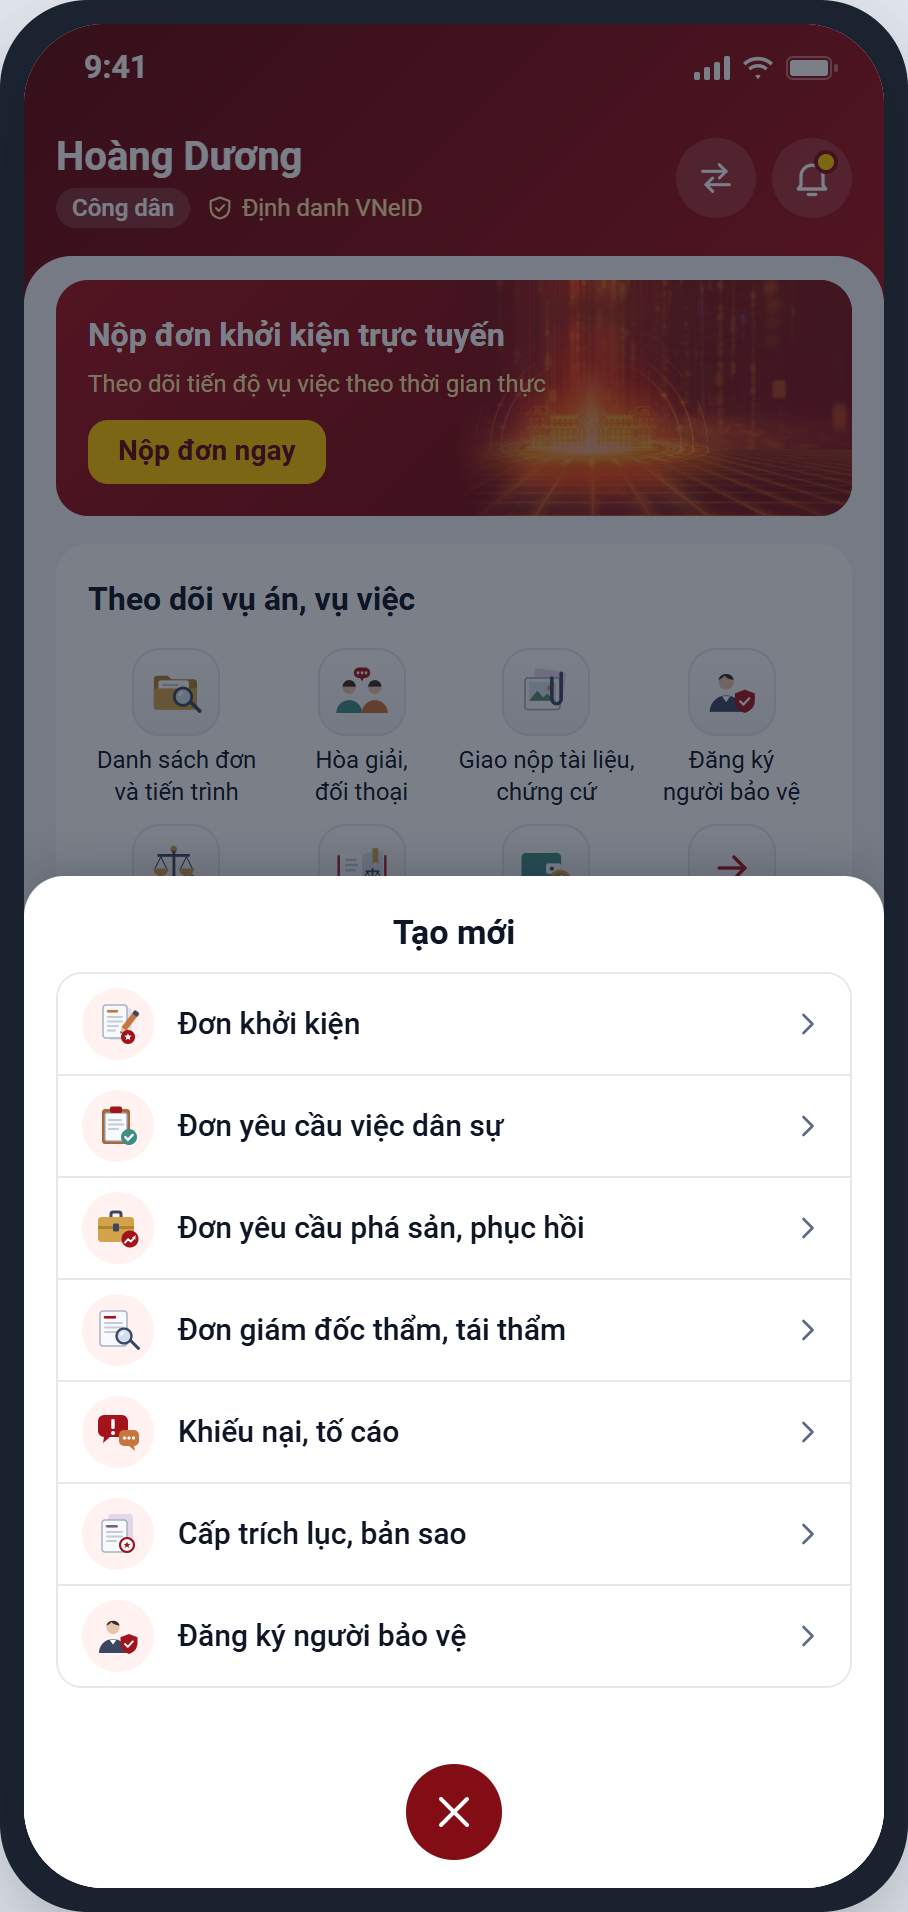 9:41
Hoàng Dương
Công dân
Định danh VNeID
Nộp đơn khởi kiện trực tuyến
Theo dõi tiến độ vụ việc theo thời gian thực
Nộp đơn ngay
Theo dõi vụ án, vụ việc
Danh sách đơn
và tiến trình
Hòa giải,
đối thoại
Giao nộp tài liệu,
chứng cứ
Đăng ký
người bảo vệ
Tạo mới
Đơn khởi kiện
Đơn yêu cầu việc dân sự
Đơn yêu cầu phá sản, phục hồi
Đơn giám đốc thẩm, tái thẩm
Khiếu nại, tố cáo
Cấp trích lục, bản sao
Đăng ký người bảo vệ